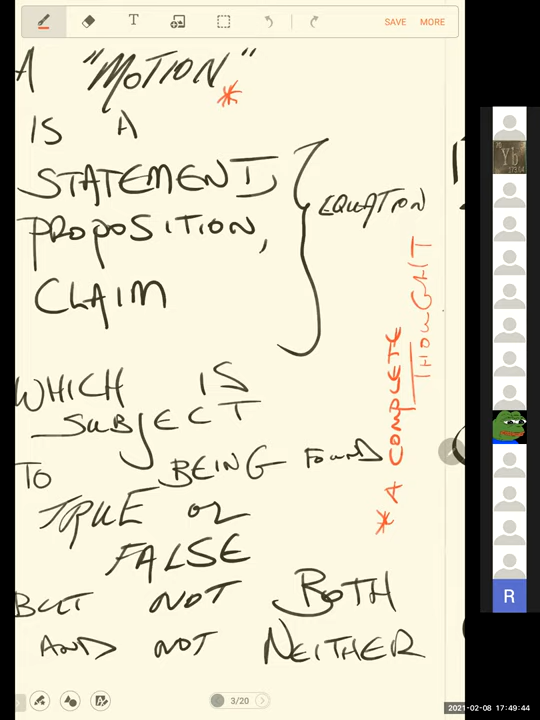 SAVE MORE
A "MOTION" *
IS A
STATEMENT,
PROPOSITION,
CLAIM
EQUATION
* A COMPLETE
THOUGHT
WHICH IS
SUBJECT
TO BEING FOUND
TRUE OR
FALSE
BUT NOT BOTH
AND NOT NEITHER
3/20
Yb
R
2021-02-08 17:49:44